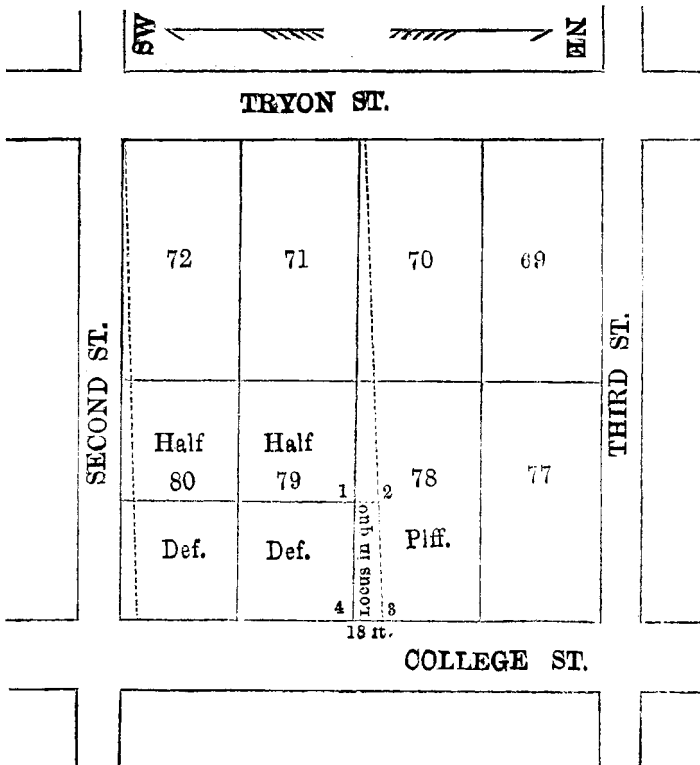 SW NE
TRYON ST.
72 71 70 69
SECOND ST.
THIRD ST.
Half Half
80 79 1 2 78 77
Def. Def. Locus in quo Plff.
4 3
18 ft.
COLLEGE ST.